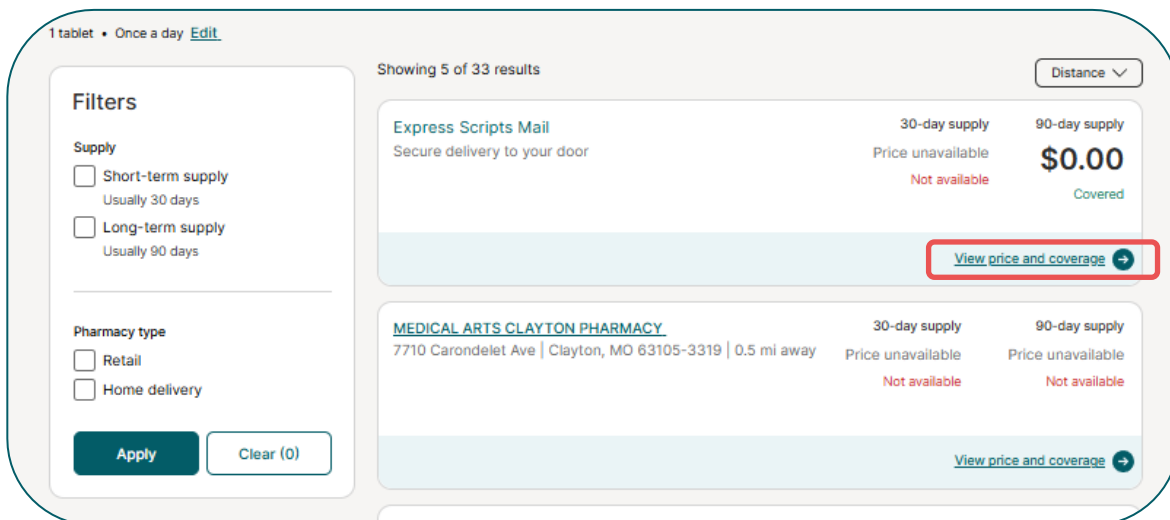 1 tablet • Once a day Edit
Filters
Supply
Short-term supply
Usually 30 days
Long-term supply
Usually 90 days
Pharmacy type
Retail
Home delivery
Apply
Clear (0)
Showing 5 of 33 results
Distance
Express Scripts Mail
Secure delivery to your door
30-day supply
Price unavailable
Not available
90-day supply
$0.00
Covered
View price and coverage
MEDICAL ARTS CLAYTON PHARMACY
7710 Carondelet Ave | Clayton, MO 63105-3319 | 0.5 mi away
30-day supply
Price unavailable
Not available
90-day supply
Price unavailable
Not available
View price and coverage